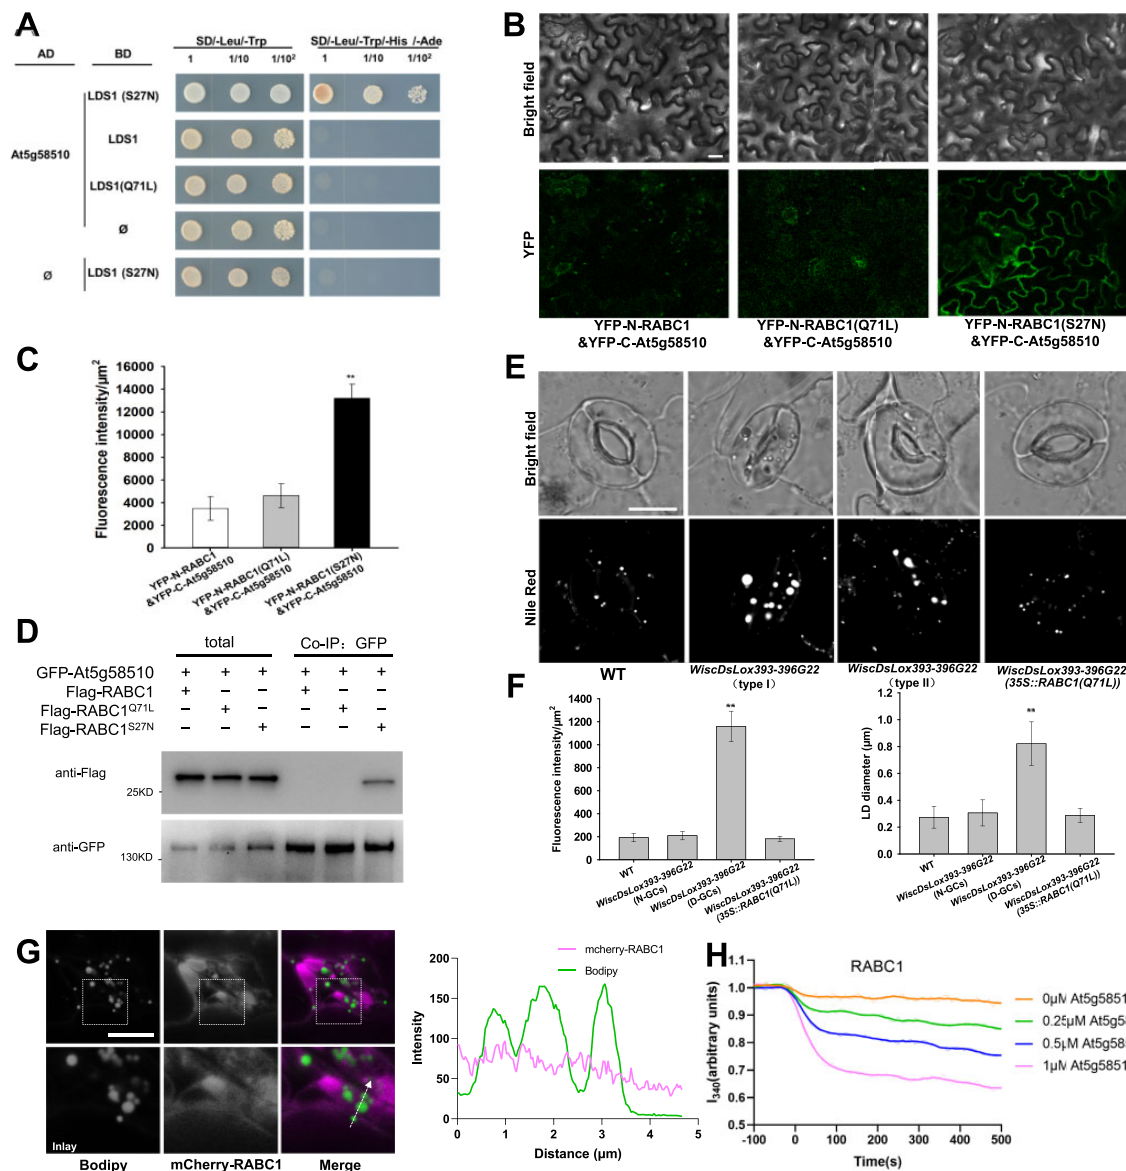 A
SD/-Leu/-Trp
SD/-Leu/-Trp/-His /-Ade
AD
BD
1 1/10 1/10²
1 1/10 1/10²
LDS1 (S27N)
LDS1
At5g58510
LDS1(Q71L)
Ø
Ø
LDS1 (S27N)
B
Bright field
YFP
YFP-N-RABC1
&YFP-C-At5g58510
YFP-N-RABC1(Q71L)
&YFP-C-At5g58510
YFP-N-RABC1(S27N)
&YFP-C-At5g58510
C
Fluorescence intensity/μm²
16000
14000
12000
10000
8000
6000
4000
2000
0
**
YFP-N-RABC1
&YFP-C-At5g58510
YFP-N-RABC1(Q71L)
&YFP-C-At5g58510
YFP-N-RABC1(S27N)
&YFP-C-At5g58510
D
total
Co-IP: GFP
GFP-At5g58510 + + + + + +
Flag-RABC1 + – – + – –
Flag-RABC1Q71L – + – – + –
Flag-RABC1S27N – – + – – +
anti-Flag
25KD
anti-GFP
130KD
E
Bright field
Nile Red
WT
WiscDsLox393-396G22
(type I)
WiscDsLox393-396G22
(type II)
WiscDsLox393-396G22
(35S::RABC1(Q71L))
F
Fluorescence intensity/μm²
1400
1200
1000
800
600
400
200
0
**
WT
WiscDsLox393-396G22
(N-GCs)
WiscDsLox393-396G22
(D-GCs)
WiscDsLox393-396G22
(35S::RABC1(Q71L))
LD diameter (μm)
1.2
1.0
0.8
0.6
0.4
0.2
0.0
**
WT
WiscDsLox393-396G22
(N-GCs)
WiscDsLox393-396G22
(D-GCs)
WiscDsLox393-396G22
(35S::RABC1(Q71L))
G
Inlay
Bodipy
mCherry-RABC1
Merge
mcherry-RABC1
Bodipy
Intensity
200
150
100
50
0
0 1 2 3 4 5
Distance (μm)
H
RABC1
I340(arbitrary units)
1.1
1.0
0.9
0.8
0.7
0.6
0.5
-100 0 100 200 300 400 500
Time(s)
0μM At5g5851
0.25μM At5g58
0.5μM At5g58
1μM At5g5851